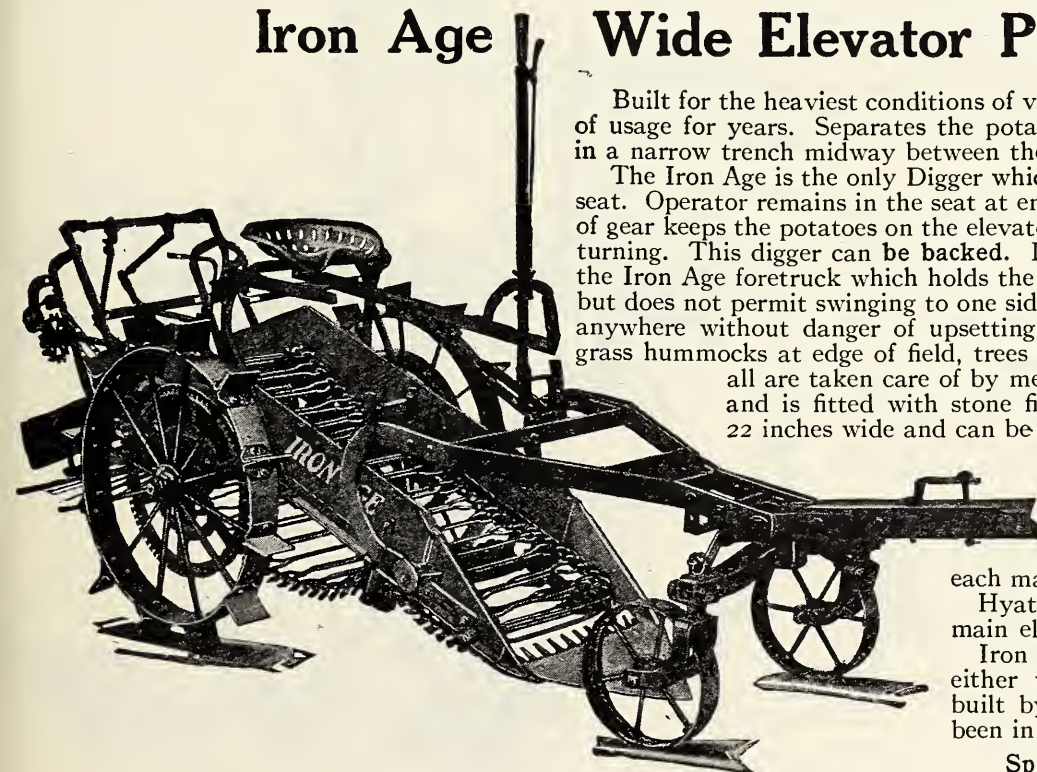 Iron Age Wide Elevator P
Built for the heaviest conditions of v
of usage for years. Separates the pota
in a narrow trench midway between the
The Iron Age is the only Digger whic
seat. Operator remains in the seat at en
of gear keeps the potatoes on the elevat
turning. This digger can be backed. I
the Iron Age foretruck which holds the
but does not permit swinging to one sid
anywhere without danger of upsetting
grass hummocks at edge of field, trees
all are taken care of by me
and is fitted with stone fi
22 inches wide and can be
IRON
E
each ma
Hyat
main el
Iron
either
built by
been in
Sp